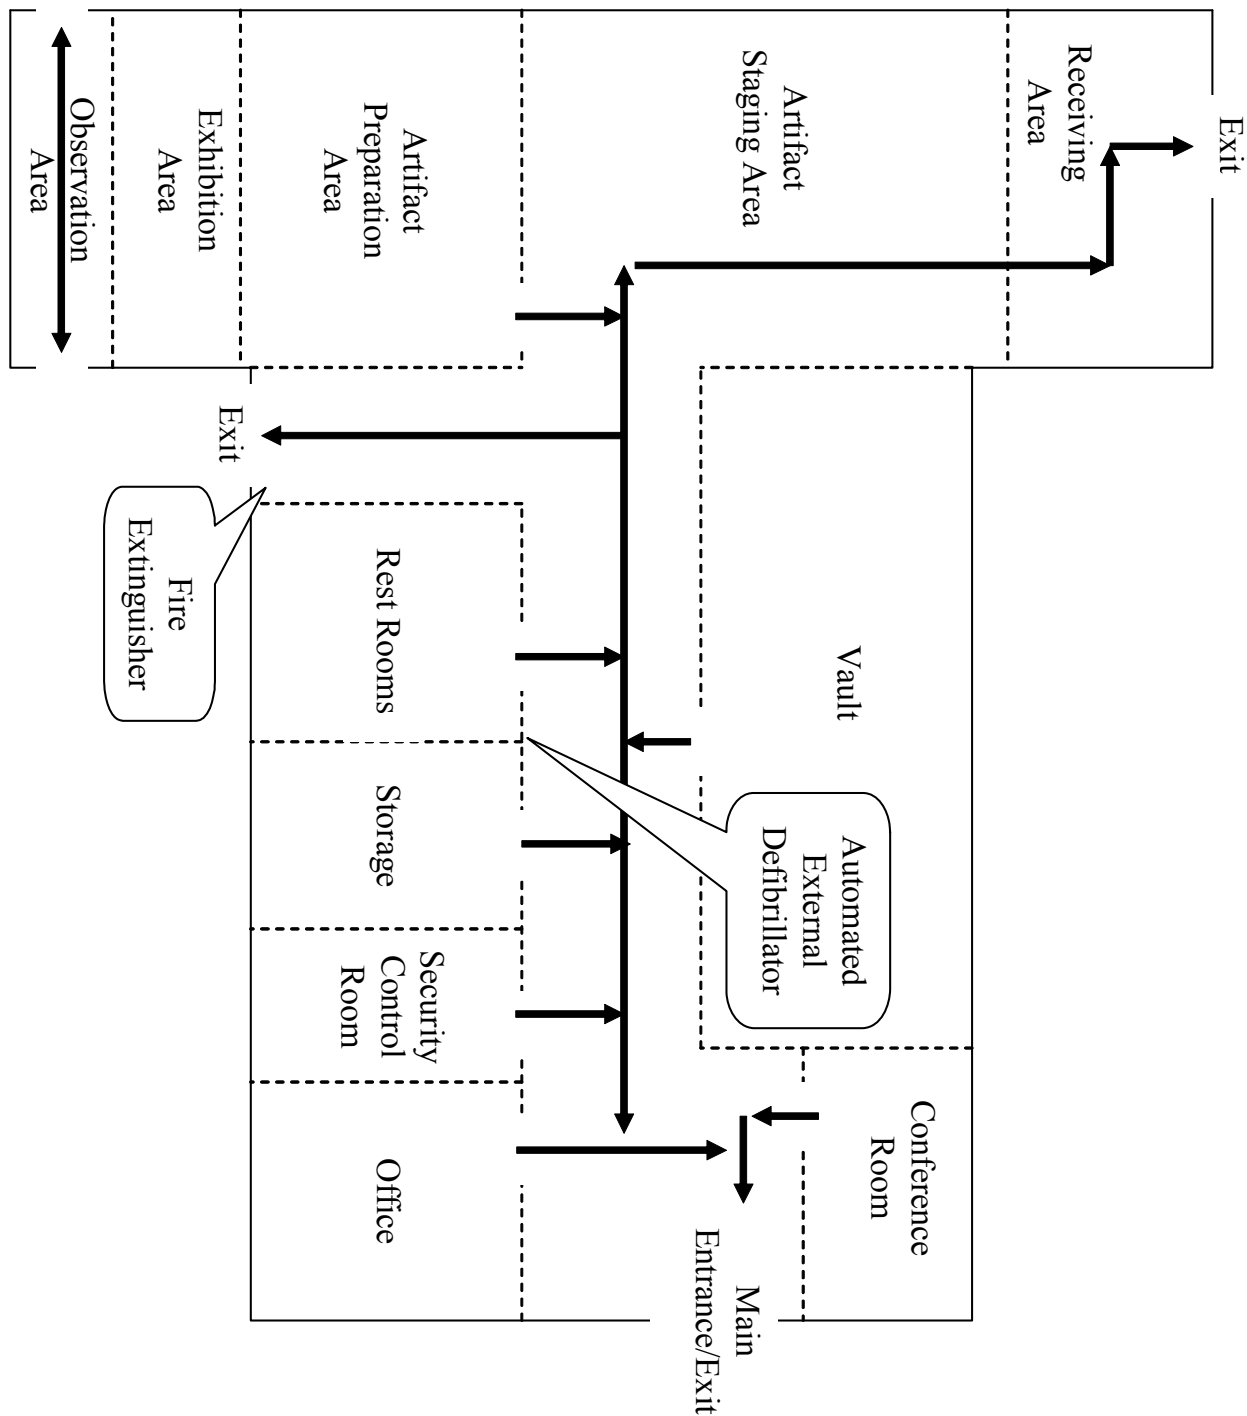 Exit
Receiving
Area
Artifact
Staging Area
Artifact
Preparation
Area
Exhibition
Area
Observation
Area
Exit
Fire
Extinguisher
Rest Rooms
Vault
Automated
External
Defibrillator
Storage
Security
Control
Room
Conference
Room
Office
Main
Entrance/Exit